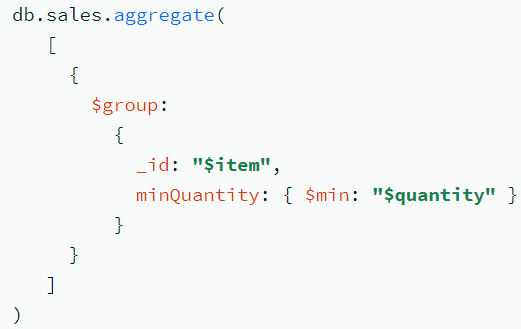 db.sales.aggregate(
[
{
$group:
{
_id: "$item",
minQuantity: { $min: "$quantity" }
}
}
]
)